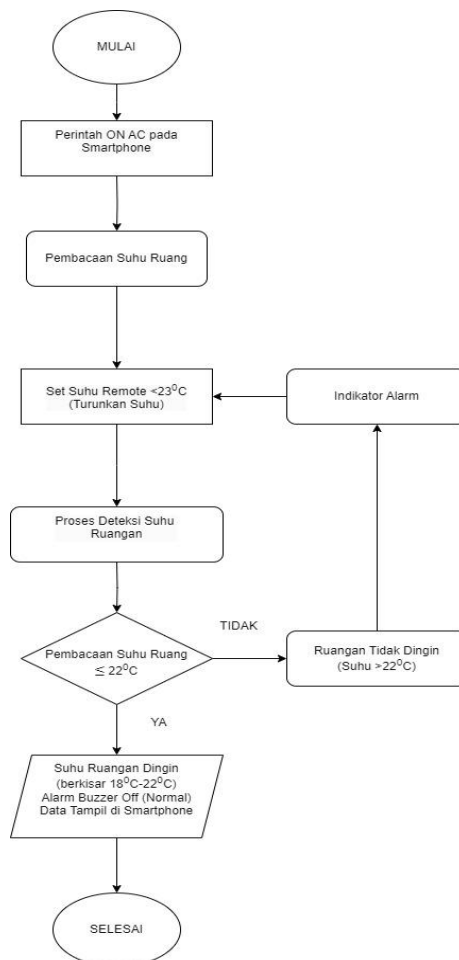 MULAI
Perintah ON AC pada
Smartphone
Pembacaan Suhu Ruang
Set Suhu Remote <23⁰C
(Turunkan Suhu)
Indikator Alarm
Proses Deteksi Suhu
Ruangan
Pembacaan Suhu Ruang
≤ 22⁰C
TIDAK
Ruangan Tidak Dingin
(Suhu >22⁰C)
YA
Suhu Ruangan Dingin
(berkisar 18⁰C-22⁰C)
Alarm Buzzer Off (Normal)
Data Tampil di Smartphone
SELESAI